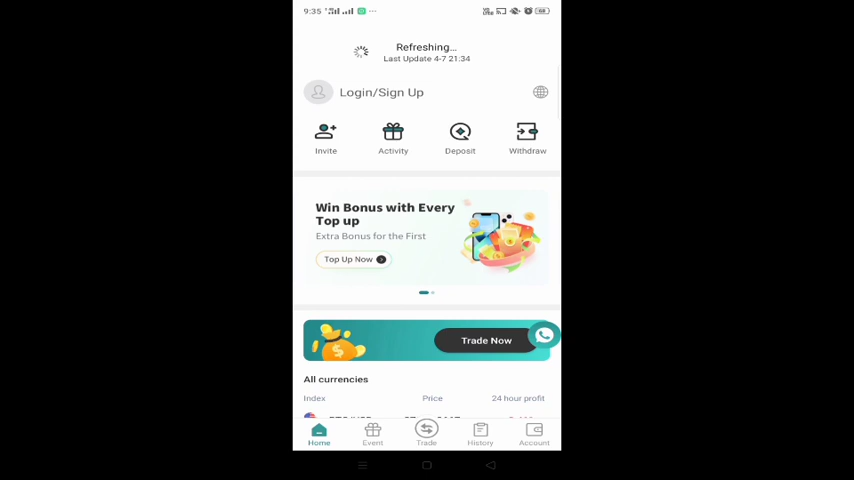 9:35
Refreshing...
Last Update 4-7 21:34
Login/Sign Up
Invite
Activity
Deposit
Withdraw
Win Bonus with Every
Top up
Extra Bonus for the First
Top Up Now
Trade Now
All currencies
Index Price 24 hour profit
Home Event Trade History Account